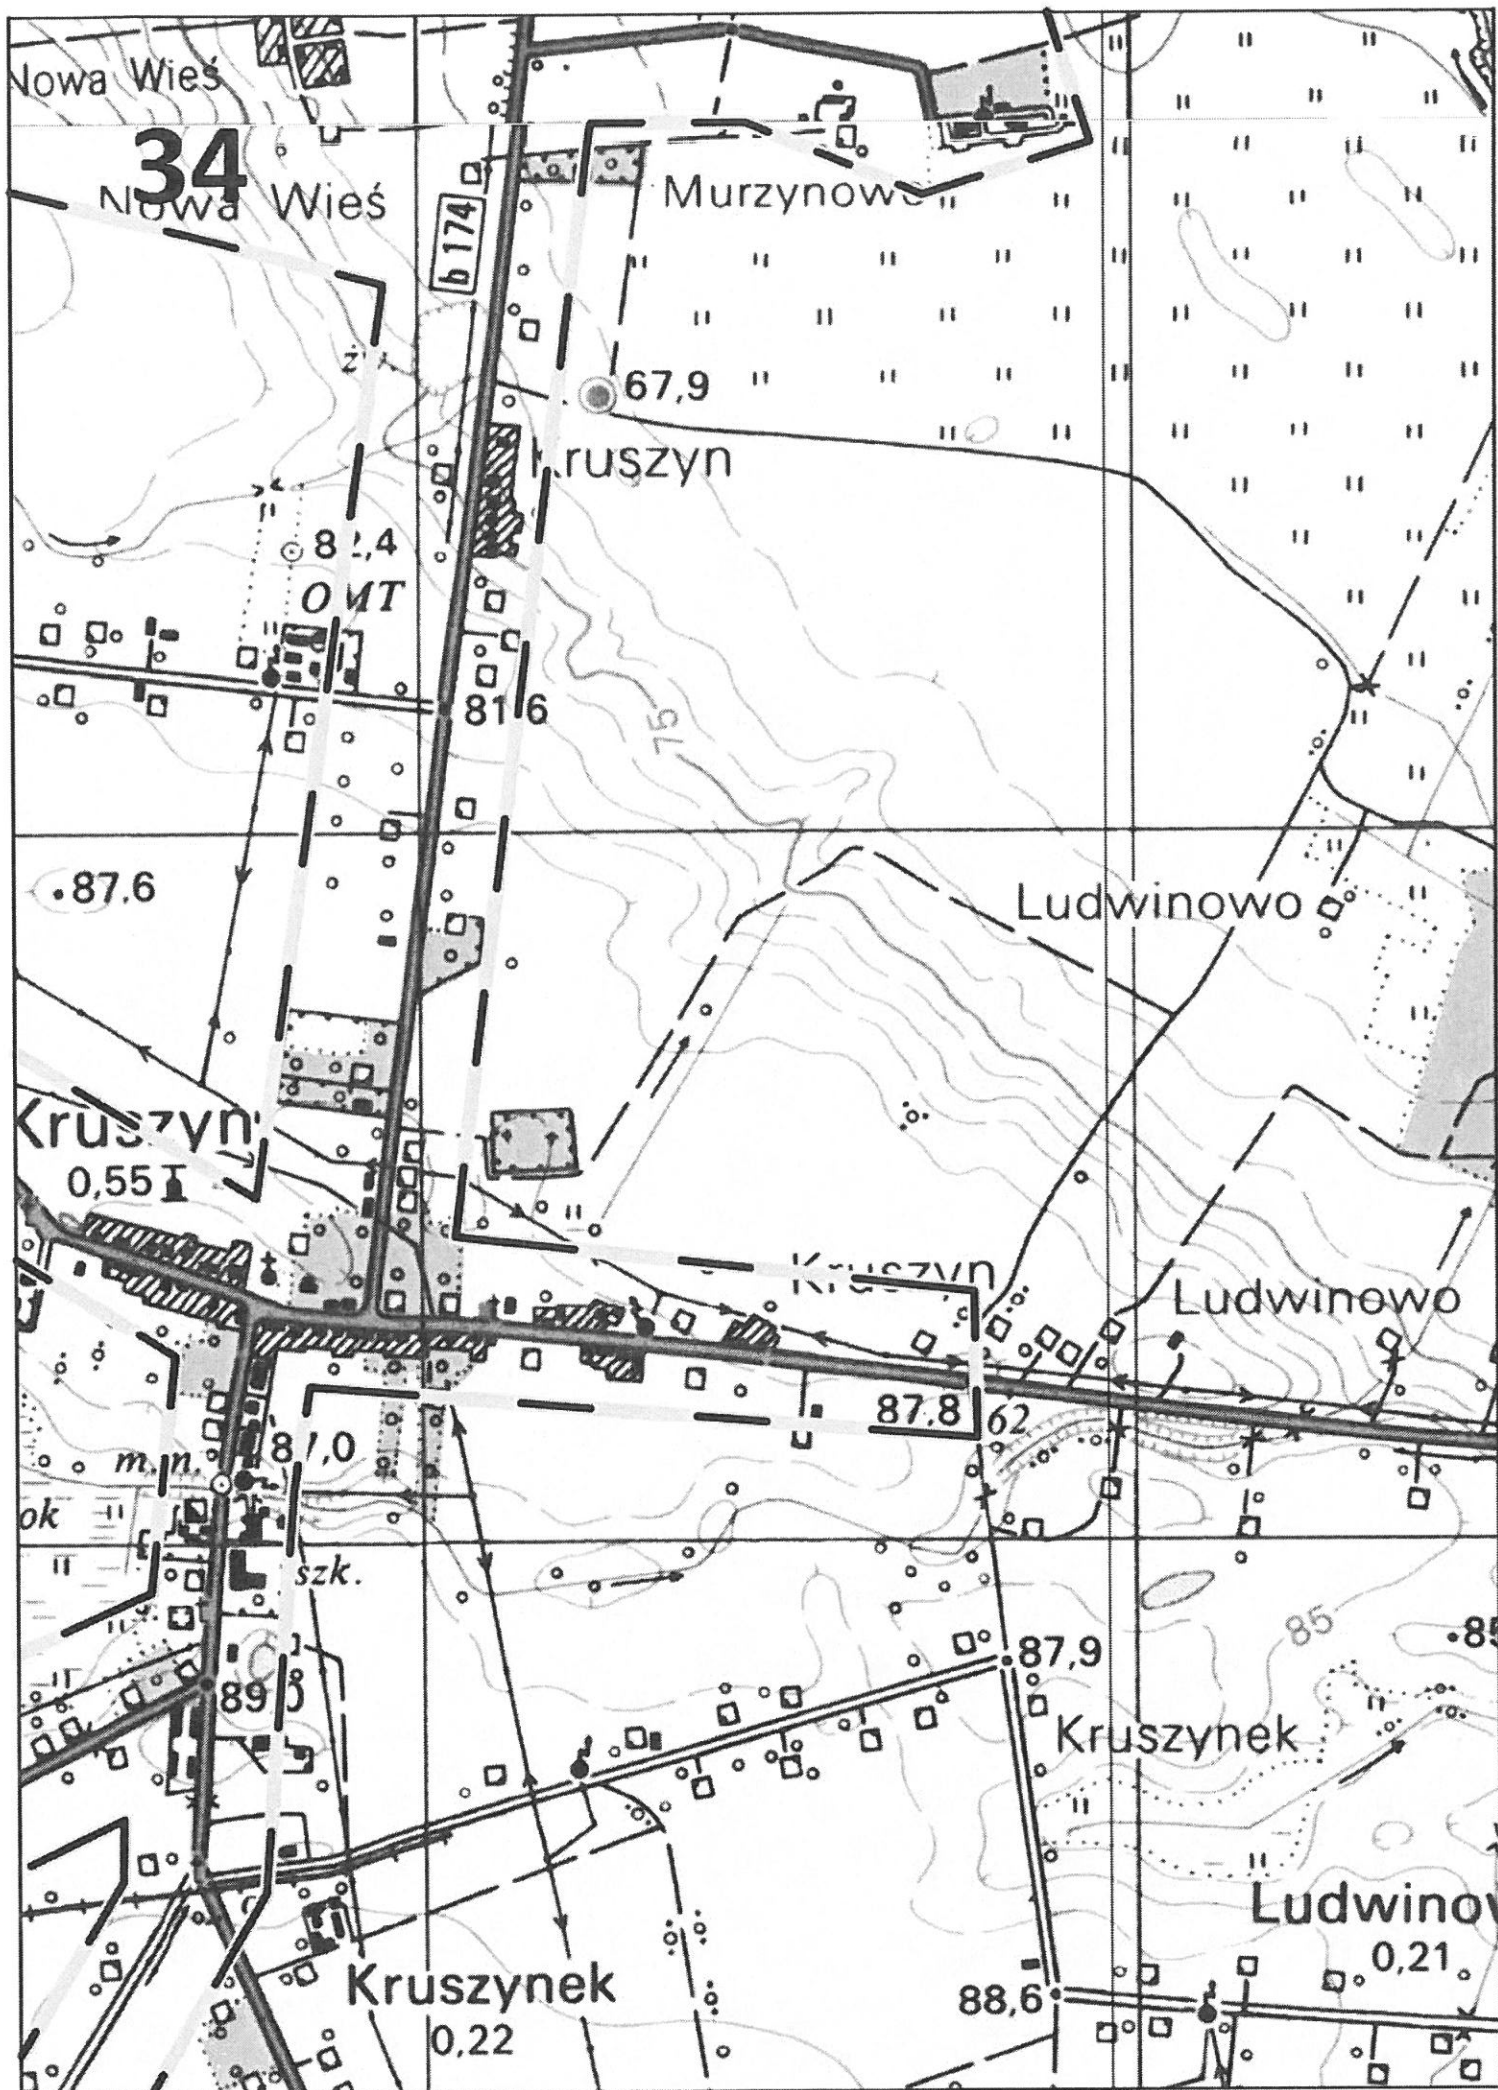 Nowa Wieś
34
Nowa Wieś
Murzynowo
b 174
67,9
Kruszyn
82,4
OMT
81,6
75
.87,6
Ludwinowo
Kruszyn
0,55
Kruszyn
Ludwinowo
87,8
62
87,0
m.n.
ok
szk.
85
87,9
89,0
Kruszynek
Ludwinow
0,21
Kruszynek
88,6
0,22